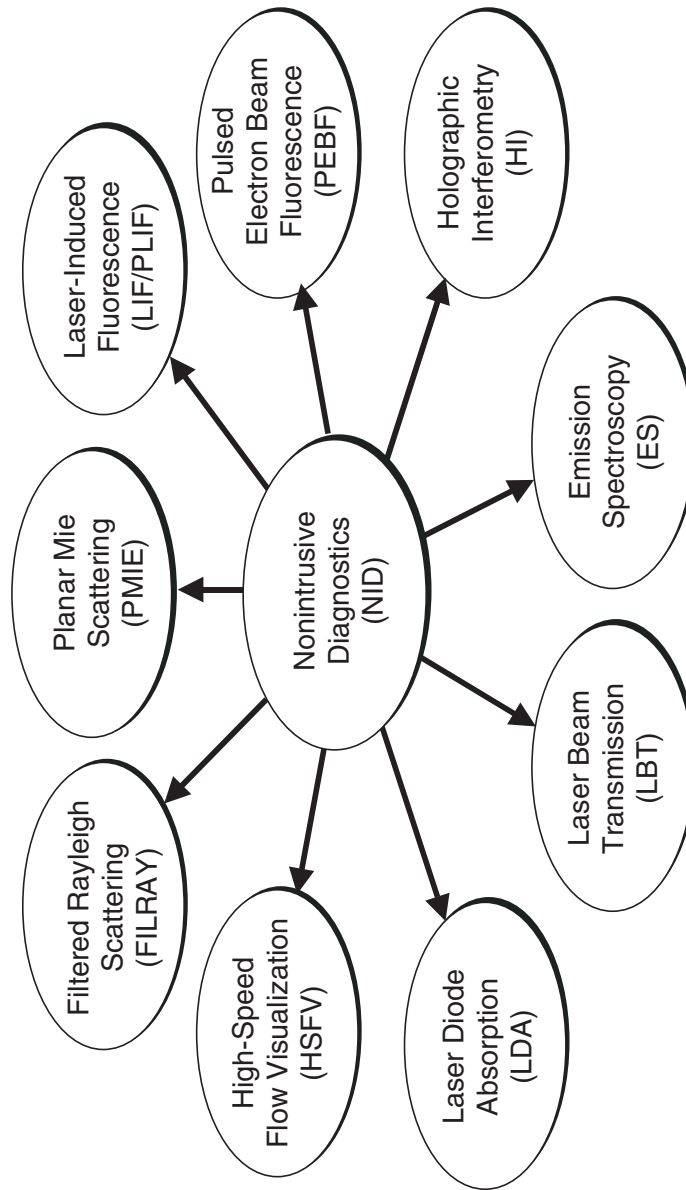 Nonintrusive
Diagnostics
(NID)
Filtered Rayleigh
Scattering
(FILRAY)
Planar Mie
Scattering
(PMIE)
Laser-Induced
Fluorescence
(LIF/PLIF)
Pulsed
Electron Beam
Fluorescence
(PEBF)
Holographic
Interferometry
(HI)
Emission
Spectroscopy
(ES)
Laser Beam
Transmission
(LBT)
Laser Diode
Absorption
(LDA)
High-Speed
Flow Visualization
(HSFV)